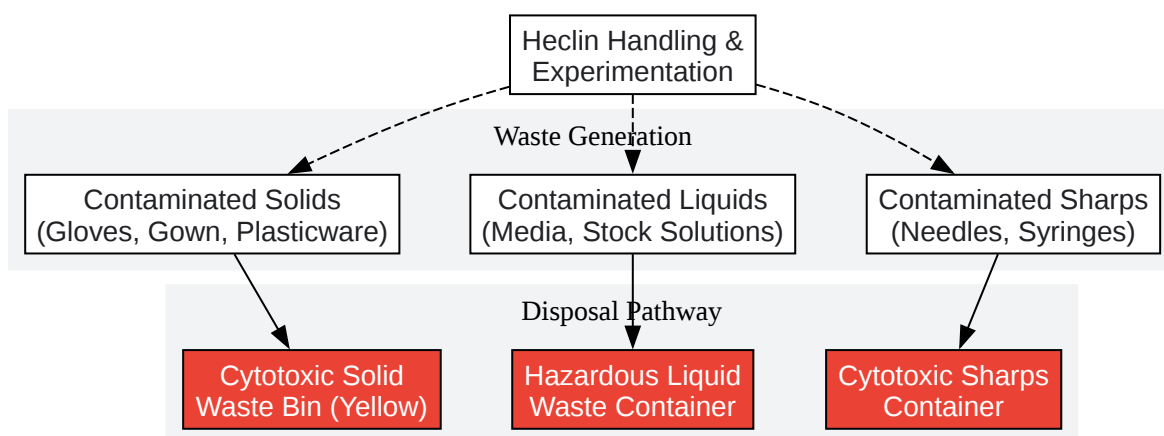 Heclin Handling &
Experimentation
Waste Generation
Contaminated Solids
(Gloves, Gown, Plasticware)
Contaminated Liquids
(Media, Stock Solutions)
Contaminated Sharps
(Needles, Syringes)
Disposal Pathway
Cytotoxic Solid
Waste Bin (Yellow)
Hazardous Liquid
Waste Container
Cytotoxic Sharps
Container